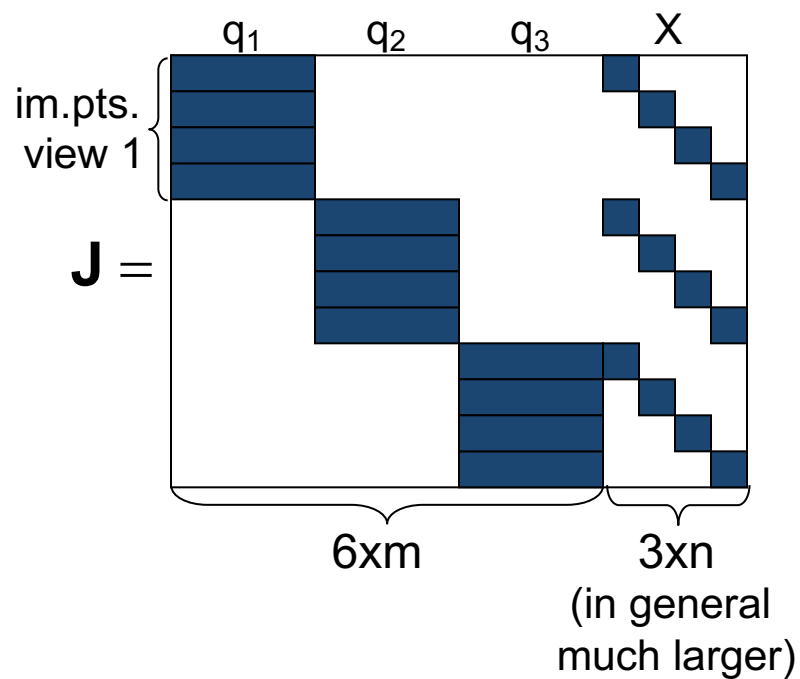 q₁ q₂ q₃ X
im.pts.
view 1
J =
6xm 3xn
(in general
much larger)